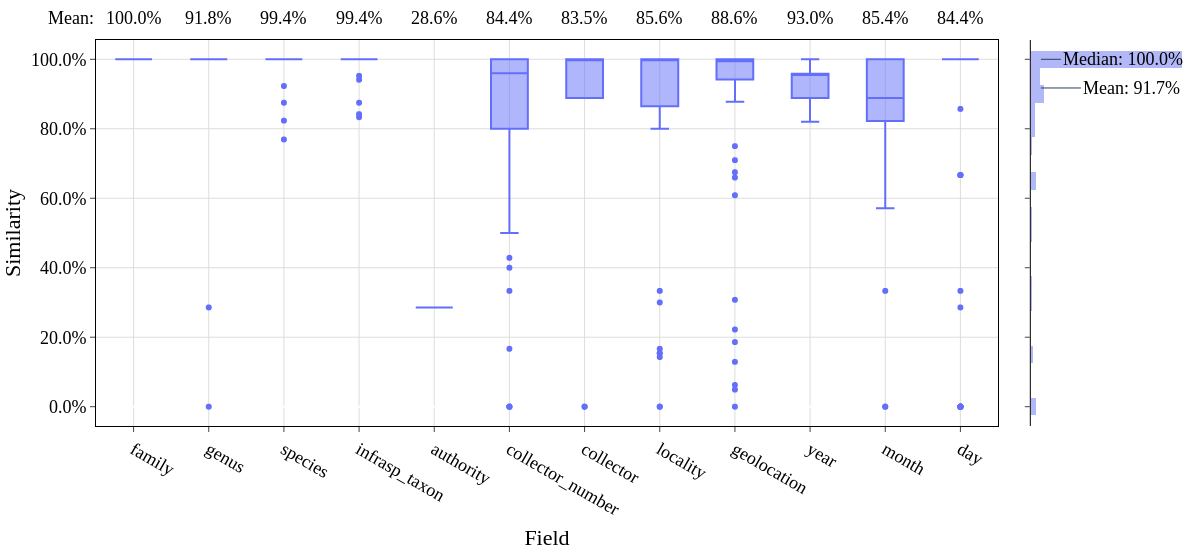 Mean: 100.0% 91.8% 99.4% 99.4% 28.6% 84.4% 83.5% 85.6% 88.6% 93.0% 85.4% 84.4%
100.0%
80.0%
60.0%
40.0%
20.0%
0.0%
Similarity
family genus species infrasp_taxon authority collector_number collector locality geolocation year month day
Field
Median: 100.0%
Mean: 91.7%